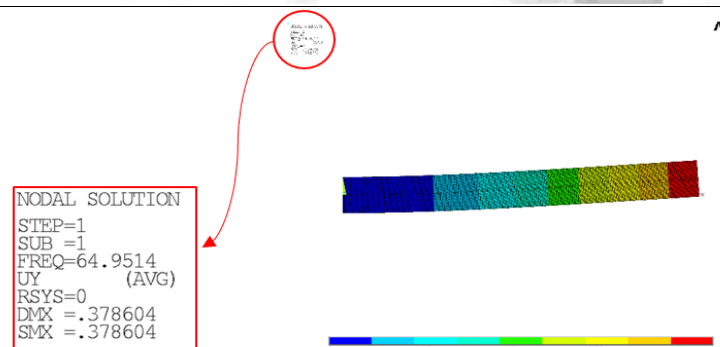 NODAL SOLUTION
STEP=1
SUB =1
FREQ=64.9514
UY (AVG)
RSYS=0
DMX =.378604
SMX =.378604